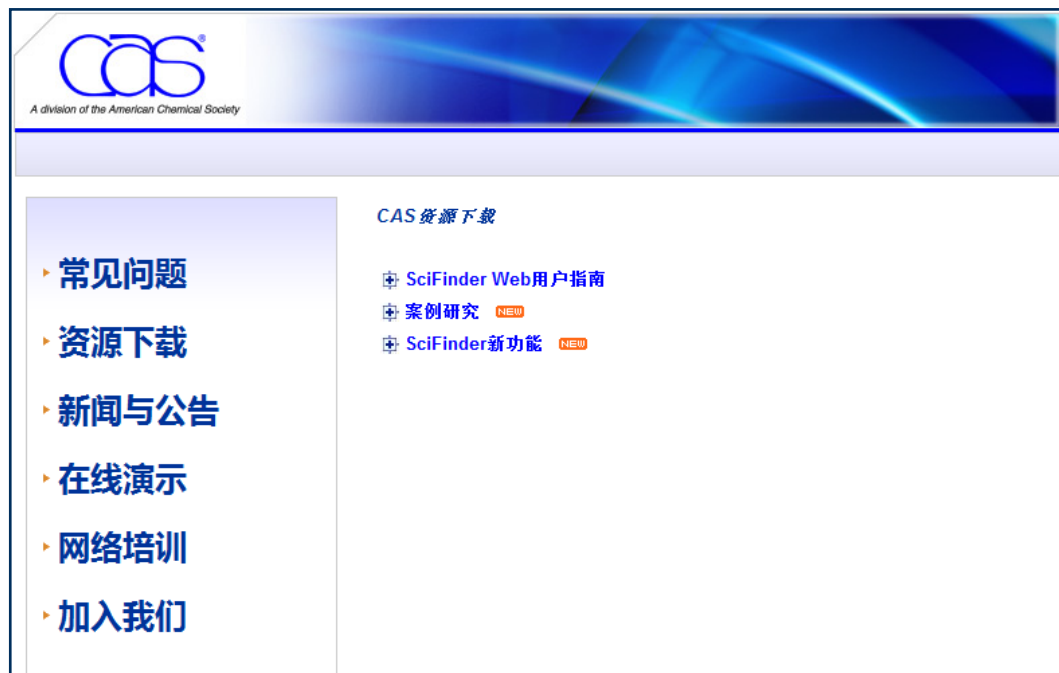 cas®
A division of the American Chemical Society
CAS资源下载
常见问题
资源下载
新闻与公告
在线演示
网络培训
加入我们
SciFinder Web用户指南
案例研究 NEW
SciFinder新功能 NEW